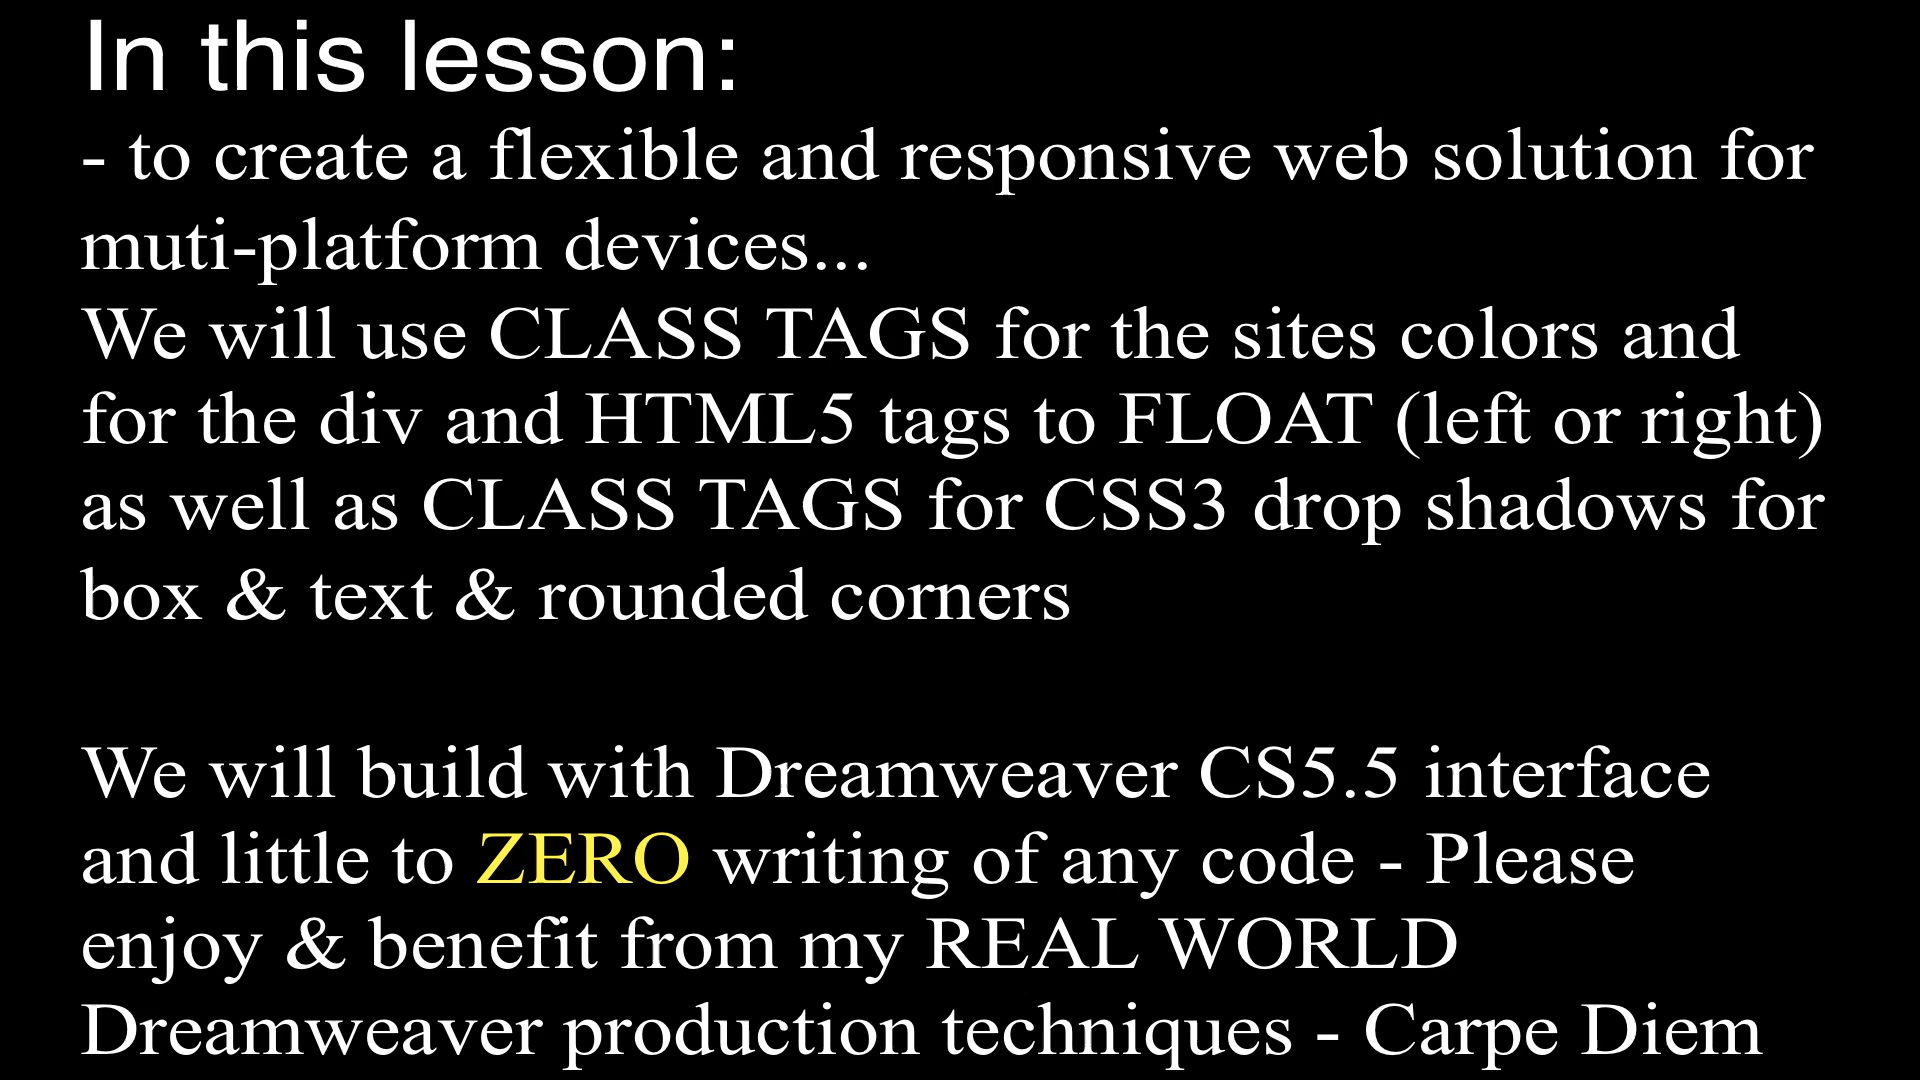 In this lesson:
- to create a flexible and responsive web solution for
muti-platform devices...
We will use CLASS TAGS for the sites colors and
for the div and HTML5 tags to FLOAT (left or right)
as well as CLASS TAGS for CSS3 drop shadows for
box & text & rounded corners
We will build with Dreamweaver CS5.5 interface
and little to ZERO writing of any code - Please
enjoy & benefit from my REAL WORLD
Dreamweaver production techniques - Carpe Diem